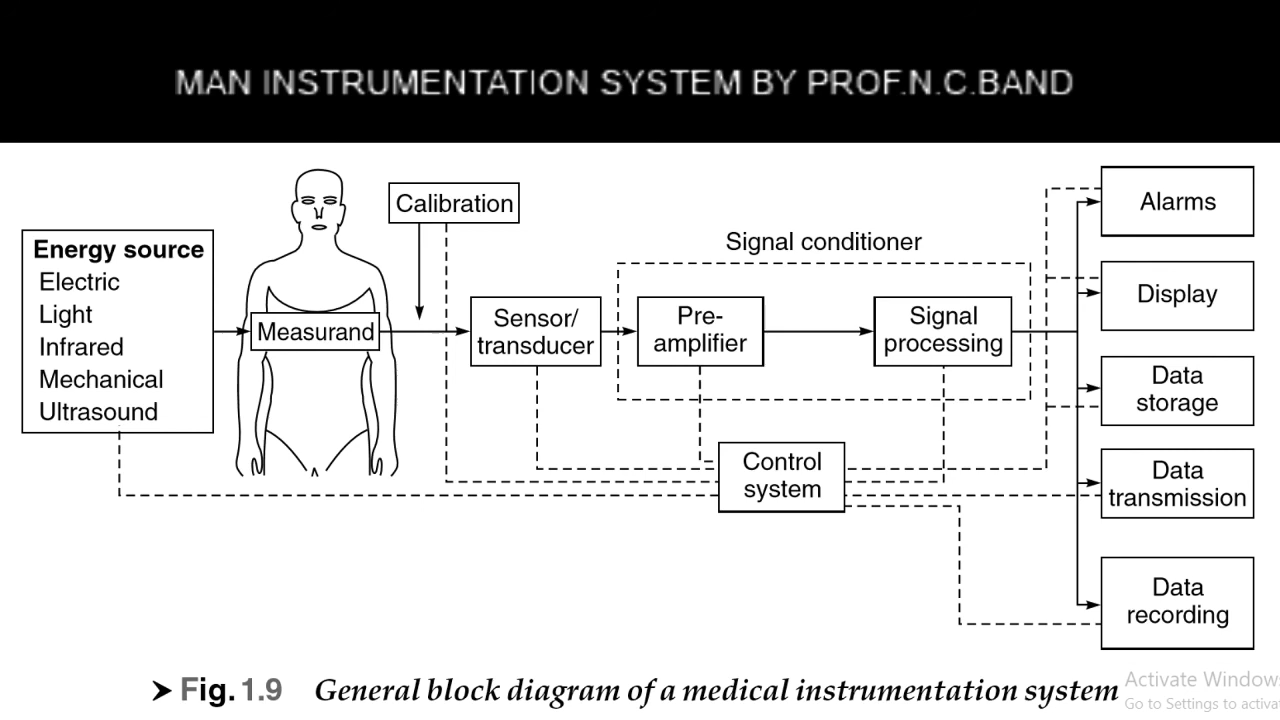 MAN INSTRUMENTATION SYSTEM BY PROF.N.C.BAND
Energy source
Electric
Light
Infrared
Mechanical
Ultrasound
Measurand
Calibration
Sensor/
transducer
Signal conditioner
Pre-
amplifier
Signal
processing
Control
system
Alarms
Display
Data
storage
Data
transmission
Data
recording
➤ Fig. 1.9 General block diagram of a medical instrumentation system
Activate Window
Go to Settings to activa